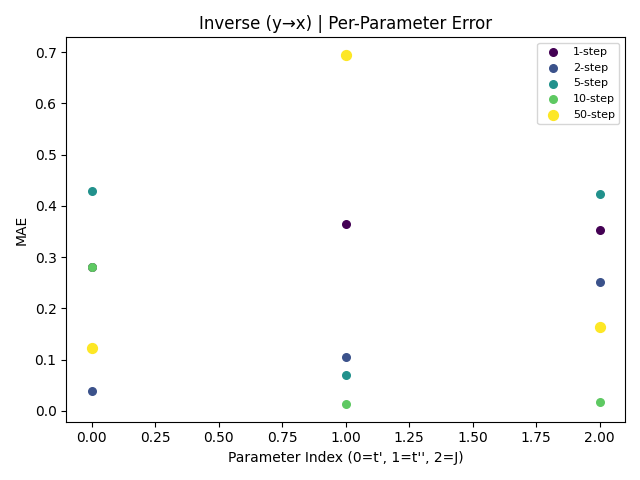 Inverse (y→x) | Per-Parameter Error
0.7
0.6
0.5
0.4
0.3
0.2
0.1
0.0
MAE
1-step
2-step
5-step
10-step
50-step
0.00 0.25 0.50 0.75 1.00 1.25 1.50 1.75 2.00
Parameter Index (0=t', 1=t'', 2=J)